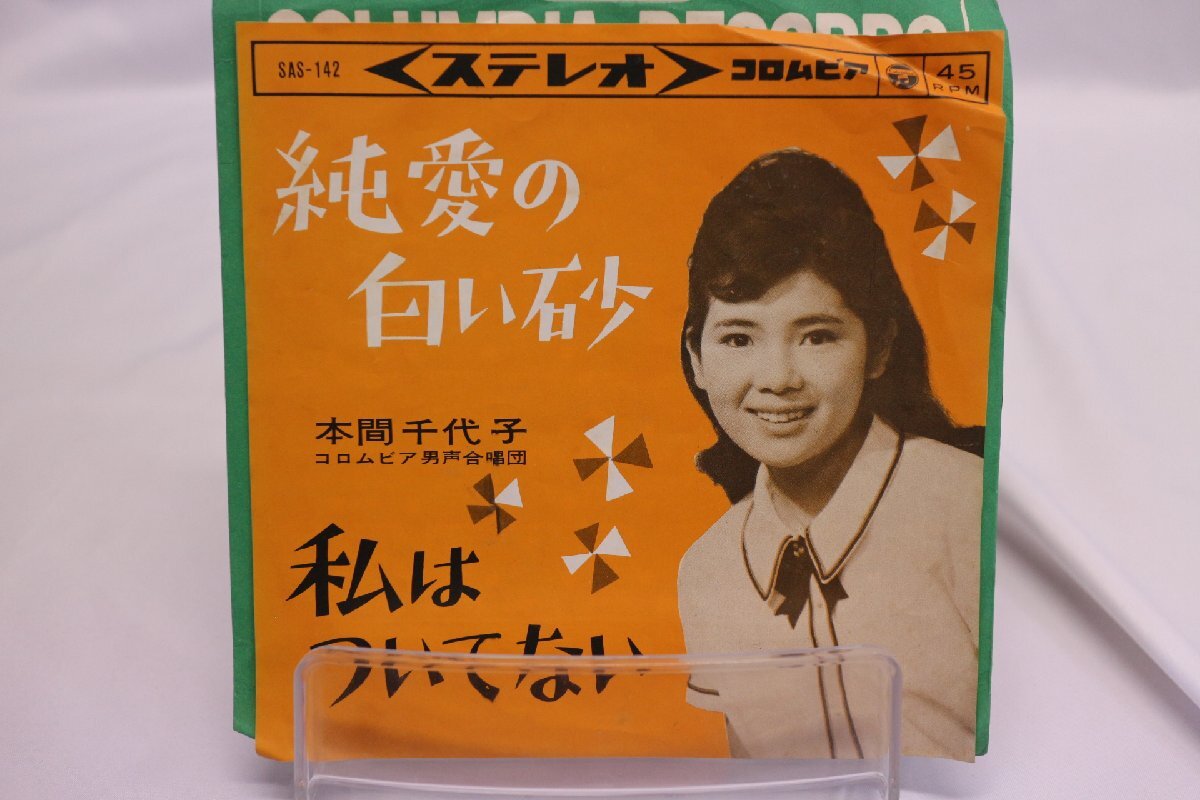 COLUMBIA RECORDS
SAS-142 ステレオ コロムビア 45 RPM
純愛の
白い砂
本間千代子
コロムビア男声合唱団
私は
ついてない